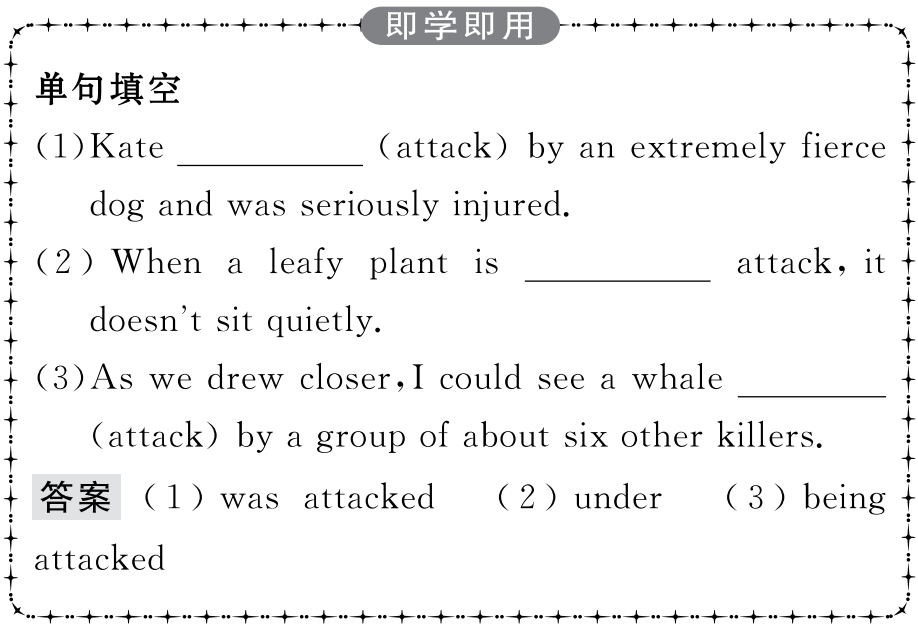 即学即用
单句填空
(1)Kate __________ (attack) by an extremely fierce
dog and was seriously injured.
(2) When a leafy plant is __________ attack, it
doesn't sit quietly.
(3)As we drew closer,I could see a whale ________
(attack) by a group of about six other killers.
答案 (1) was attacked (2) under (3) being
attacked